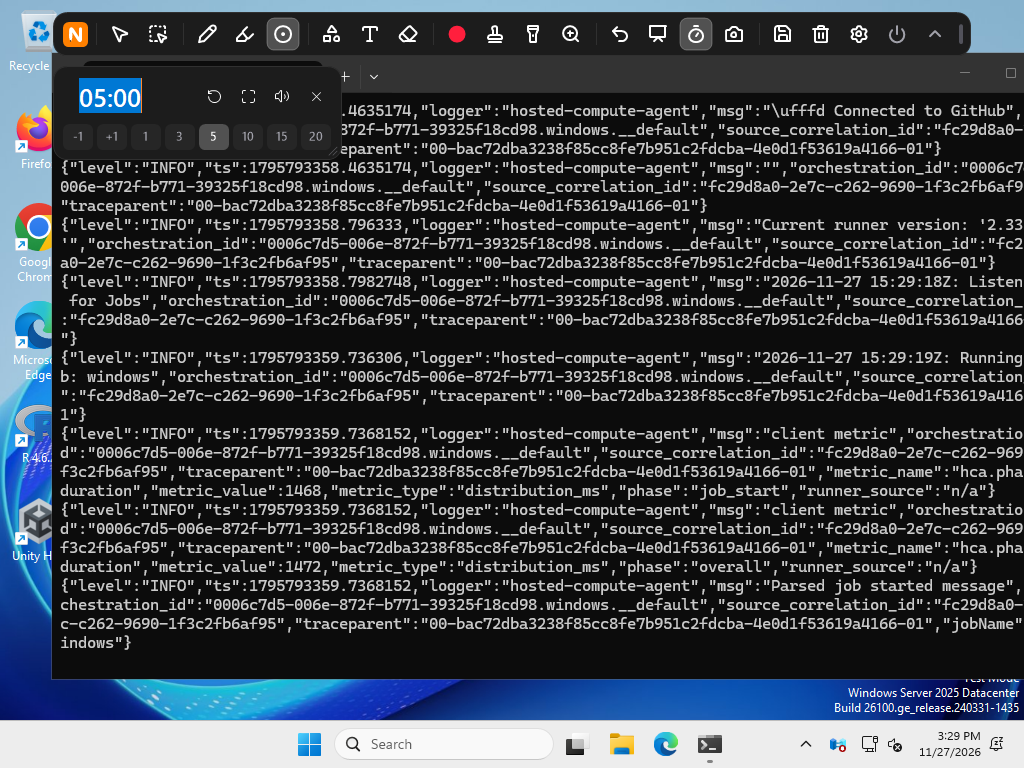 N
T
05:00
-1 +1 1 3 5 10 15 20
.4635174,"logger":"hosted-compute-agent","msg":"\ufffd Connected to GitHub",
872f-b771-39325f18cd98.windows.__default","source_correlation_id":"fc29d8a0-
parent":"00-bac72dba3238f85cc8fe7b951c2fdcba-4e0d1f53619a4166-01"}
{"level":"INFO","ts":1795793358.4635174,"logger":"hosted-compute-agent","msg":"","orchestration_id":"0006c7d5-
006e-872f-b771-39325f18cd98.windows.__default","source_correlation_id":"fc29d8a0-2e7c-c262-9690-1f3c2fb6af9
"traceparent":"00-bac72dba3238f85cc8fe7b951c2fdcba-4e0d1f53619a4166-01"}
{"level":"INFO","ts":1795793358.796333,"logger":"hosted-compute-agent","msg":"Current runner version: '2.33
'","orchestration_id":"0006c7d5-006e-872f-b771-39325f18cd98.windows.__default","source_correlation_id":"fc2
a0-2e7c-c262-9690-1f3c2fb6af95","traceparent":"00-bac72dba3238f85cc8fe7b951c2fdcba-4e0d1f53619a4166-01"}
{"level":"INFO","ts":1795793358.7982748,"logger":"hosted-compute-agent","msg":"2026-11-27 15:29:18Z: Listen
for Jobs","orchestration_id":"0006c7d5-006e-872f-b771-39325f18cd98.windows.__default","source_correlation_
:"fc29d8a0-2e7c-c262-9690-1f3c2fb6af95","traceparent":"00-bac72dba3238f85cc8fe7b951c2fdcba-4e0d1f53619a4166
"}
{"level":"INFO","ts":1795793359.736306,"logger":"hosted-compute-agent","msg":"2026-11-27 15:29:19Z: Running
b: windows","orchestration_id":"0006c7d5-006e-872f-b771-39325f18cd98.windows.__default","source_correlation
":"fc29d8a0-2e7c-c262-9690-1f3c2fb6af95","traceparent":"00-bac72dba3238f85cc8fe7b951c2fdcba-4e0d1f53619a416
1"}
{"level":"INFO","ts":1795793359.7368152,"logger":"hosted-compute-agent","msg":"client metric","orchestratio
d":"0006c7d5-006e-872f-b771-39325f18cd98.windows.__default","source_correlation_id":"fc29d8a0-2e7c-c262-969
f3c2fb6af95","traceparent":"00-bac72dba3238f85cc8fe7b951c2fdcba-4e0d1f53619a4166-01","metric_name":"hca.pha
duration","metric_value":1468,"metric_type":"distribution_ms","phase":"job_start","runner_source":"n/a"}
{"level":"INFO","ts":1795793359.7368152,"logger":"hosted-compute-agent","msg":"client metric","orchestratio
d":"0006c7d5-006e-872f-b771-39325f18cd98.windows.__default","source_correlation_id":"fc29d8a0-2e7c-c262-969
f3c2fb6af95","traceparent":"00-bac72dba3238f85cc8fe7b951c2fdcba-4e0d1f53619a4166-01","metric_name":"hca.pha
duration","metric_value":1472,"metric_type":"distribution_ms","phase":"overall","runner_source":"n/a"}
{"level":"INFO","ts":1795793359.7368152,"logger":"hosted-compute-agent","msg":"Parsed job started message",
chestration_id":"0006c7d5-006e-872f-b771-39325f18cd98.windows.__default","source_correlation_id":"fc29d8a0-
c-c262-9690-1f3c2fb6af95","traceparent":"00-bac72dba3238f85cc8fe7b951c2fdcba-4e0d1f53619a4166-01","jobName"
indows"}
Recycle
Firefo
Googl
Chrom
Micros
Edge
R 4.6.
Unity H
Test Mode
Windows Server 2025 Datacenter
Build 26100.ge_release.240331-1435
Search
3:29 PM
11/27/2026